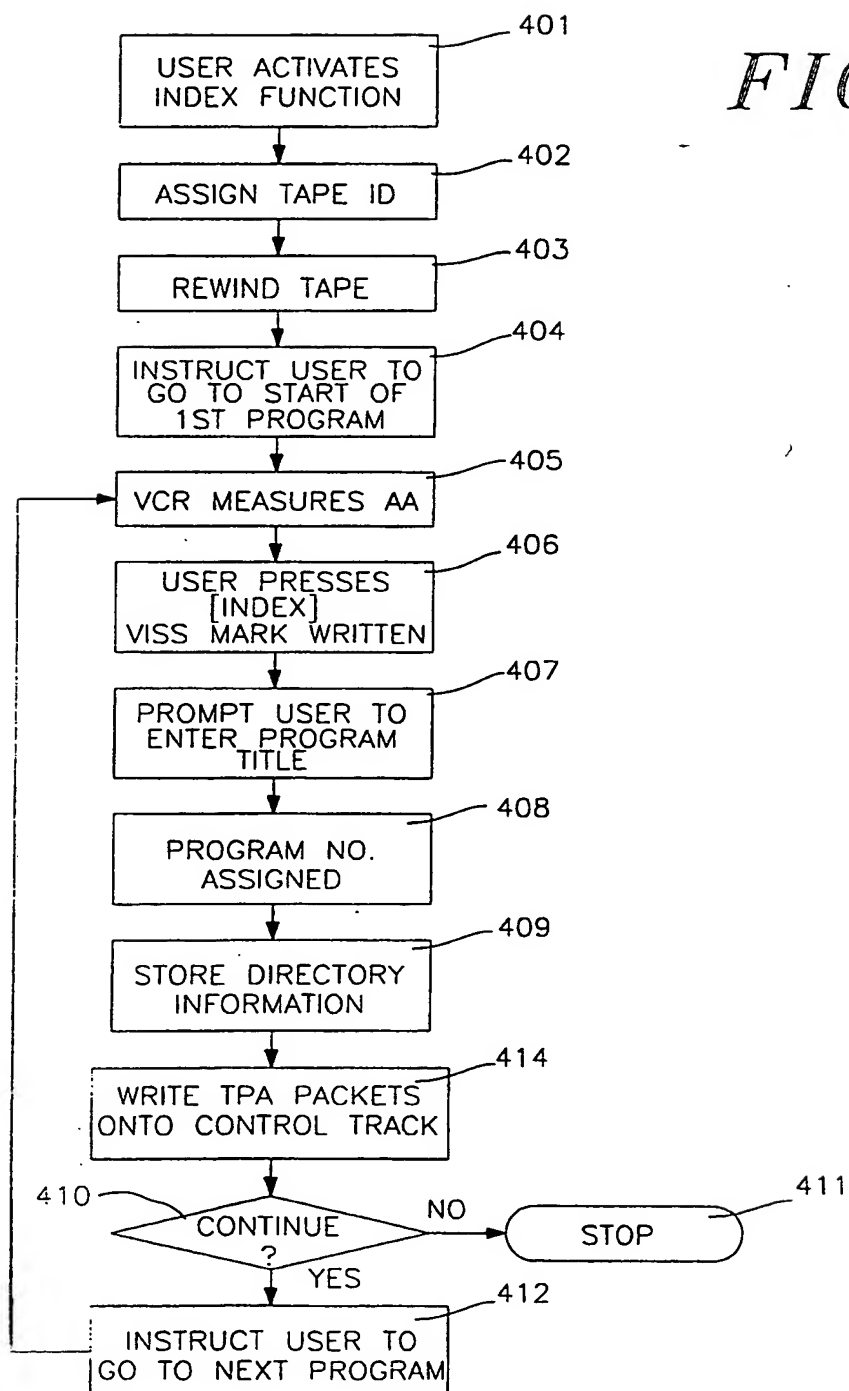 401
FIG
USER ACTIVATES
INDEX FUNCTION
402
ASSIGN TAPE ID
403
REWIND TAPE
404
INSTRUCT USER TO
GO TO START OF
1ST PROGRAM
405
VCR MEASURES AA
406
USER PRESSES
[INDEX]
VISS MARK WRITTEN
407
PROMPT USER TO
ENTER PROGRAM
TITLE
408
PROGRAM NO.
ASSIGNED
409
STORE DIRECTORY
INFORMATION
414
WRITE TPA PACKETS
ONTO CONTROL TRACK
410
CONTINUE
?
NO
411
STOP
YES
412
INSTRUCT USER TO
GO TO NEXT PROGRAM